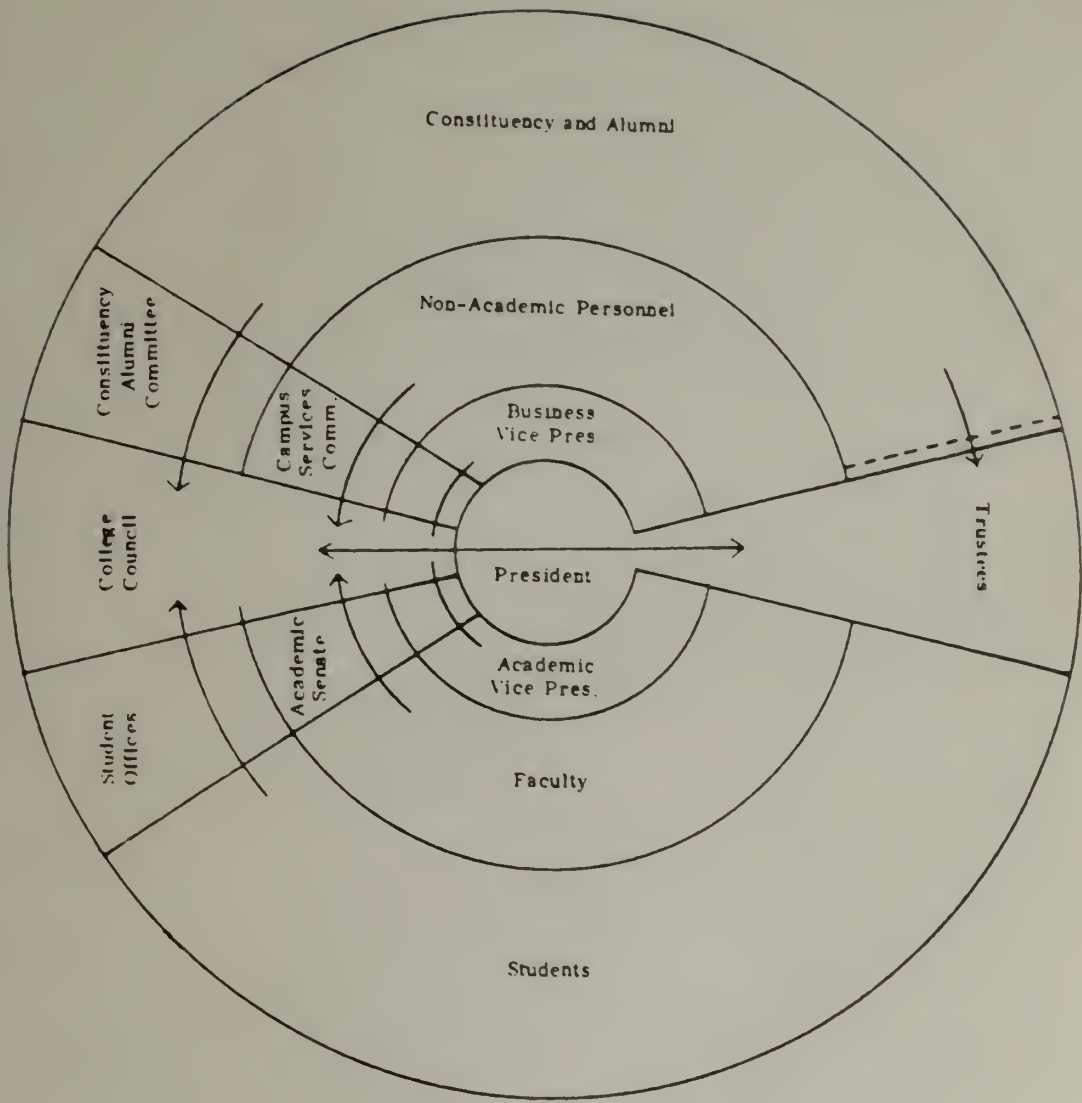 Constituency and Alumni
Non-Academic Personnel
Constituency
Alumni
Committee
Campus
Services
Comm.
Business
Vice Pres
College
Council
President
Trustees
Academic
Senate
Academic
Vice Pres.
Student
Offices
Faculty
Students